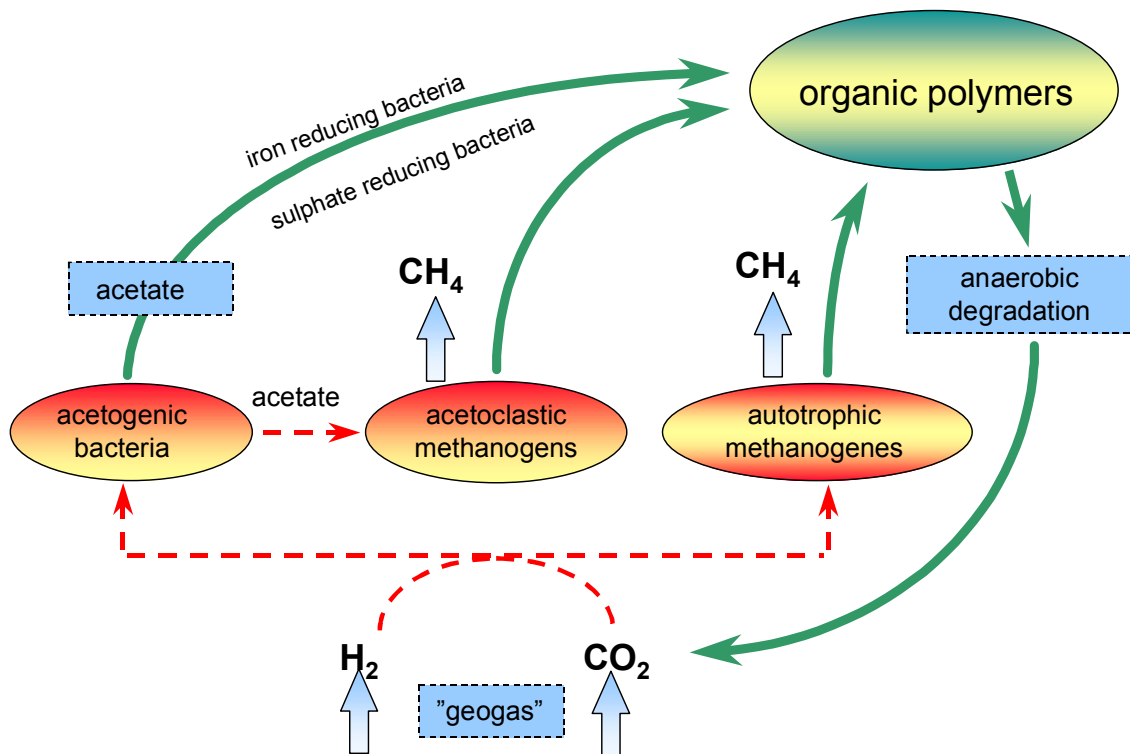 organic polymers
iron reducing bacteria
sulphate reducing bacteria
acetate
CH₄
CH₄
anaerobic
degradation
acetogenic
bacteria
acetate
acetoclastic
methanogens
autotrophic
methanogenes
H₂
CO₂
”geogas”